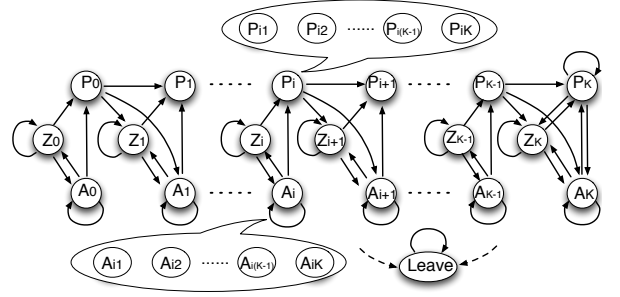 Pi1 Pi2 ...... Pi(K-1) PiK
P0 P1 ..... Pi Pi+1 ..... PK-1 PK
Z0 Z1 Zi Zi+1 ZK-1 ZK
A0 A1 ..... Ai Ai+1 ..... AK-1 AK
Ai1 Ai2 ...... Ai(K-1) AiK
Leave